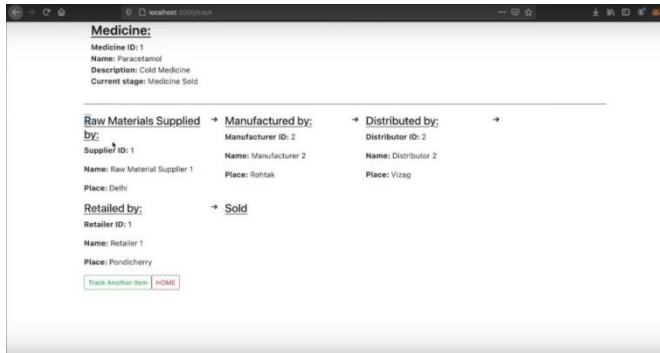 localhost:3000/track
Medicine:
Medicine ID: 1
Name: Paracetamol
Description: Cold Medicine
Current stage: Medicine Sold
Raw Materials Supplied → Manufactured by: → Distributed by: →
by:
Supplier ID: 1
Manufacturer ID: 2
Distributor ID: 2
Name: Raw Material Supplier 1
Name: Manufacturer 2
Name: Distributor 2
Place: Delhi
Place: Rohtak
Place: Vizag
Retailed by: → Sold
Retailer ID: 1
Name: Retailer 1
Place: Pondicherry
Track Another Item HOME